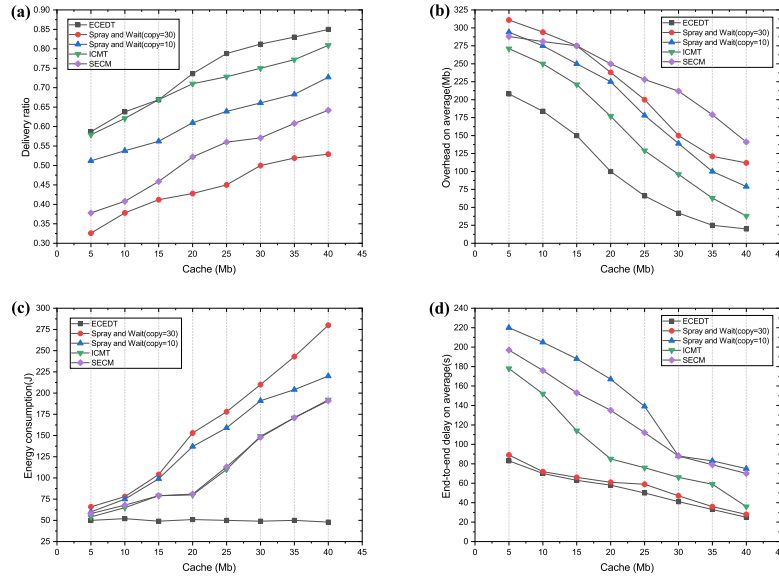 (a)
0.90
0.85
0.80
0.75
0.70
0.65
0.60
0.55
0.50
0.45
0.40
0.35
0.30
Delivery ratio
ECEDT
Spray and Wait(copy=30)
Spray and Wait(copy=10)
ICMT
SECM
0 5 10 15 20 25 30 35 40 45
Cache (Mb)
(b)
325
300
275
250
225
200
175
150
125
100
75
50
25
0
Overhead on average(Mb)
ECEDT
Spray and Wait(copy=30)
Spray and Wait(copy=10)
ICMT
SECM
0 5 10 15 20 25 30 35 40 45
Cache (Mb)
(c)
300
275
250
225
200
175
150
125
100
75
50
25
Energy consumption(J)
ECEDT
Spray and Wait(copy=30)
Spray and Wait(copy=10)
ICMT
SECM
0 5 10 15 20 25 30 35 40 45
Cache (Mb)
(d)
240
220
200
180
160
140
120
100
80
60
40
20
0
End-to-end delay on average(s)
ECEDT
Spray and Wait(copy=30)
Spray and Wait(copy=10)
ICMT
SECM
0 5 10 15 20 25 30 35 40 45
Cache (Mb)